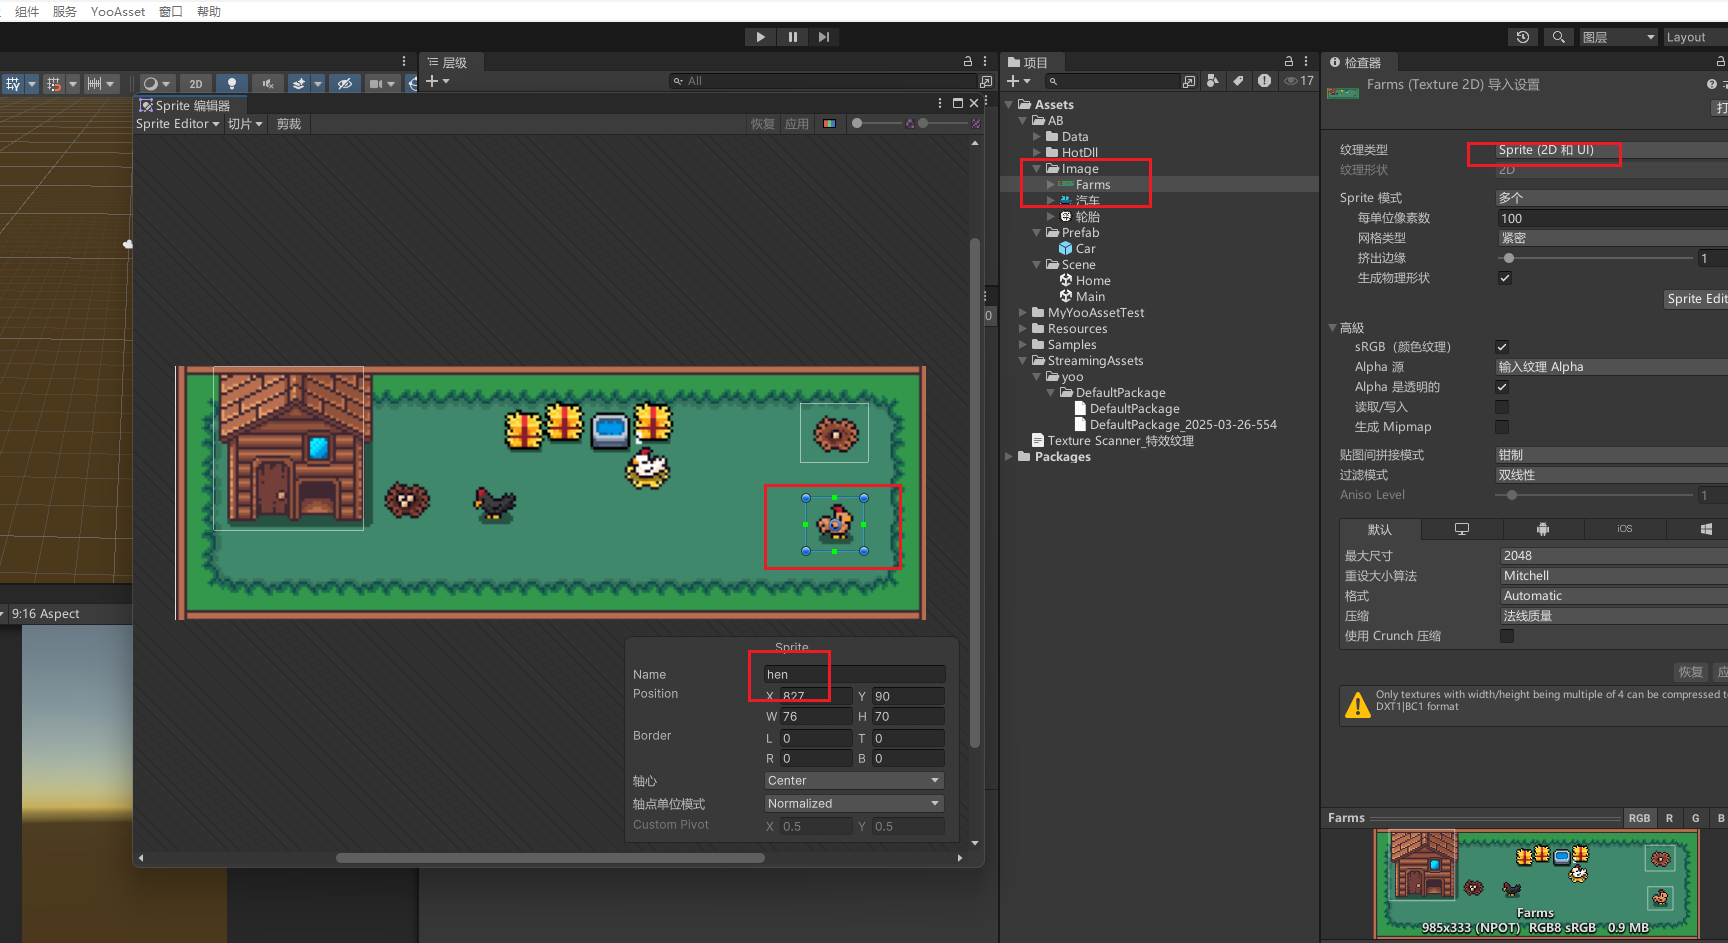 组件 服务 YooAsset 窗口 帮助
图层 Layout
层级
All
项目
17
检查器
Farms (Texture 2D) 导入设置
2D
Sprite 编辑器
Sprite Editor 切片 剪裁 恢复 应用
Assets
AB
Data
HotDll
Image
Farms
汽车
轮胎
Prefab
Car
Scene
Home
Main
MyYooAssetTest
Resources
Samples
StreamingAssets
yoo
DefaultPackage
DefaultPackage
DefaultPackage_2025-03-26-554
Texture Scanner_特效纹理
Packages
纹理类型 Sprite (2D 和 UI)
纹理形状 2D
Sprite 模式 多个
每单位像素数 100
网格类型 紧密
挤出边缘 1
生成物理形状
Sprite Edit
高级
sRGB（颜色纹理）
Alpha 源 输入纹理 Alpha
Alpha 是透明的
读取/写入
生成 Mipmap
贴图间拼接模式 钳制
过滤模式 双线性
Aniso Level 1
默认 iOS
最大尺寸 2048
重设大小算法 Mitchell
格式 Automatic
压缩 法线质量
使用 Crunch 压缩
恢复 应
Only textures with width/height being multiple of 4 can be compressed to
DXT1|BC1 format
0
9:16 Aspect
Sprite
Name hen
Position X 827 Y 90
W 76 H 70
Border L 0 T 0
R 0 B 0
轴心 Center
轴点单位模式 Normalized
Custom Pivot X 0.5 Y 0.5
Farms RGB R G B
Farms
985x333 (NPOT) RGB8 sRGB 0.9 MB